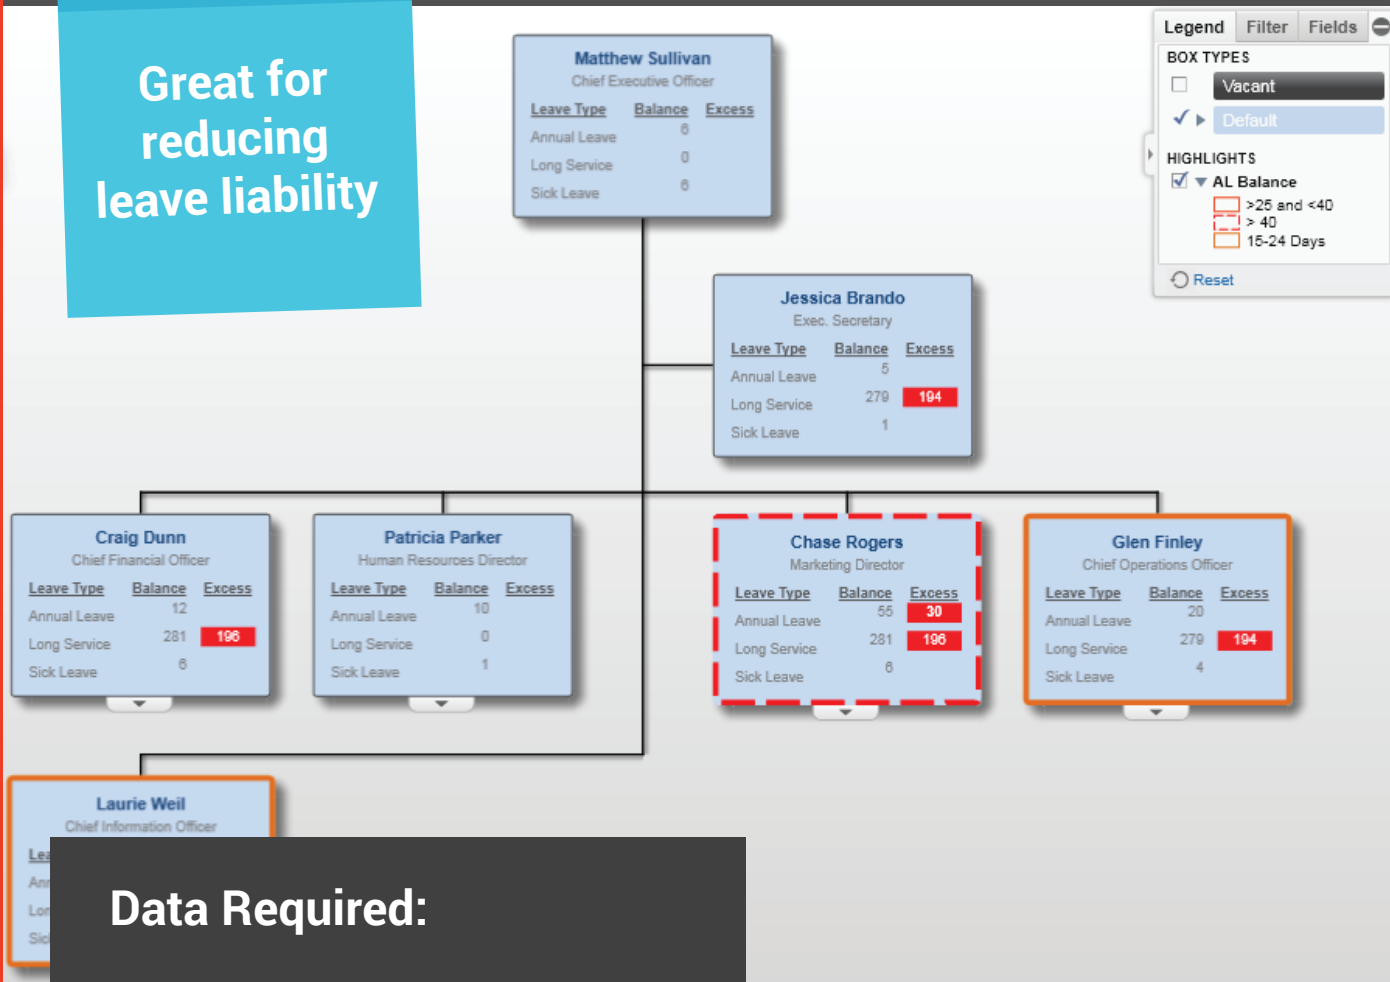 Great for
reducing
leave liability
Matthew Sullivan
Chief Executive Officer
Leave Type Balance Excess
Annual Leave 6
Long Service 0
Sick Leave 6
Legend Filter Fields
BOX TYPES
Vacant
Default
HIGHLIGHTS
AL Balance
>25 and <40
> 40
15-24 Days
Reset
Jessica Brando
Exec. Secretary
Leave Type Balance Excess
Annual Leave 5
Long Service 279 194
Sick Leave 1
Craig Dunn
Chief Financial Officer
Leave Type Balance Excess
Annual Leave 12
Long Service 281 196
Sick Leave 6
Patricia Parker
Human Resources Director
Leave Type Balance Excess
Annual Leave 10
Long Service 0
Sick Leave 1
Chase Rogers
Marketing Director
Leave Type Balance Excess
Annual Leave 55 30
Long Service 281 196
Sick Leave 6
Glen Finley
Chief Operations Officer
Leave Type Balance Excess
Annual Leave 20
Long Service 279 194
Sick Leave 4
Laurie Weil
Chief Information Officer
Data Required: